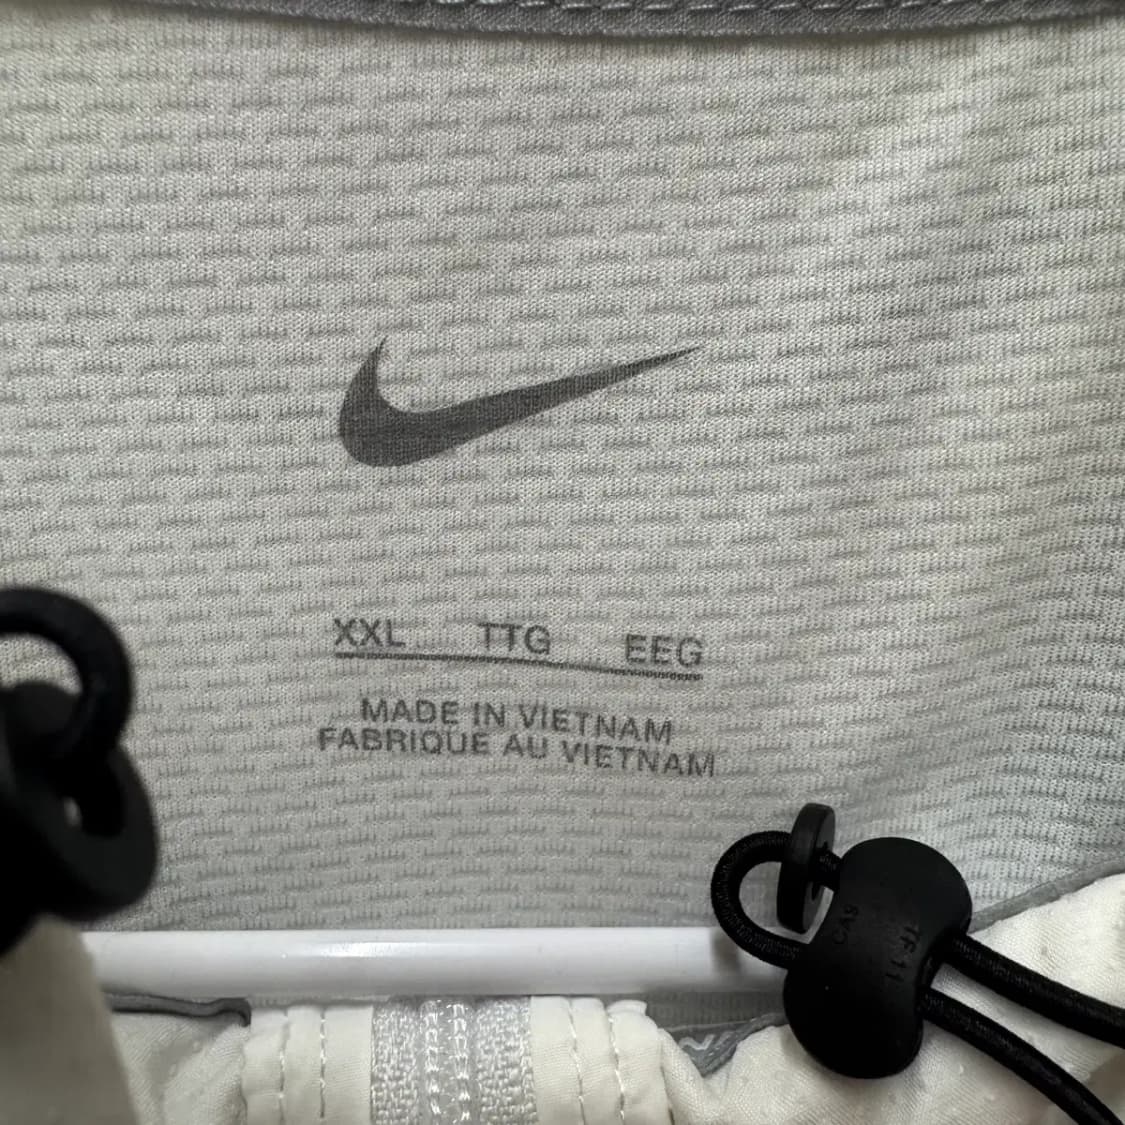 XXL TTG EEG
MADE IN VIETNAM
FABRIQUE AU VIETNAM